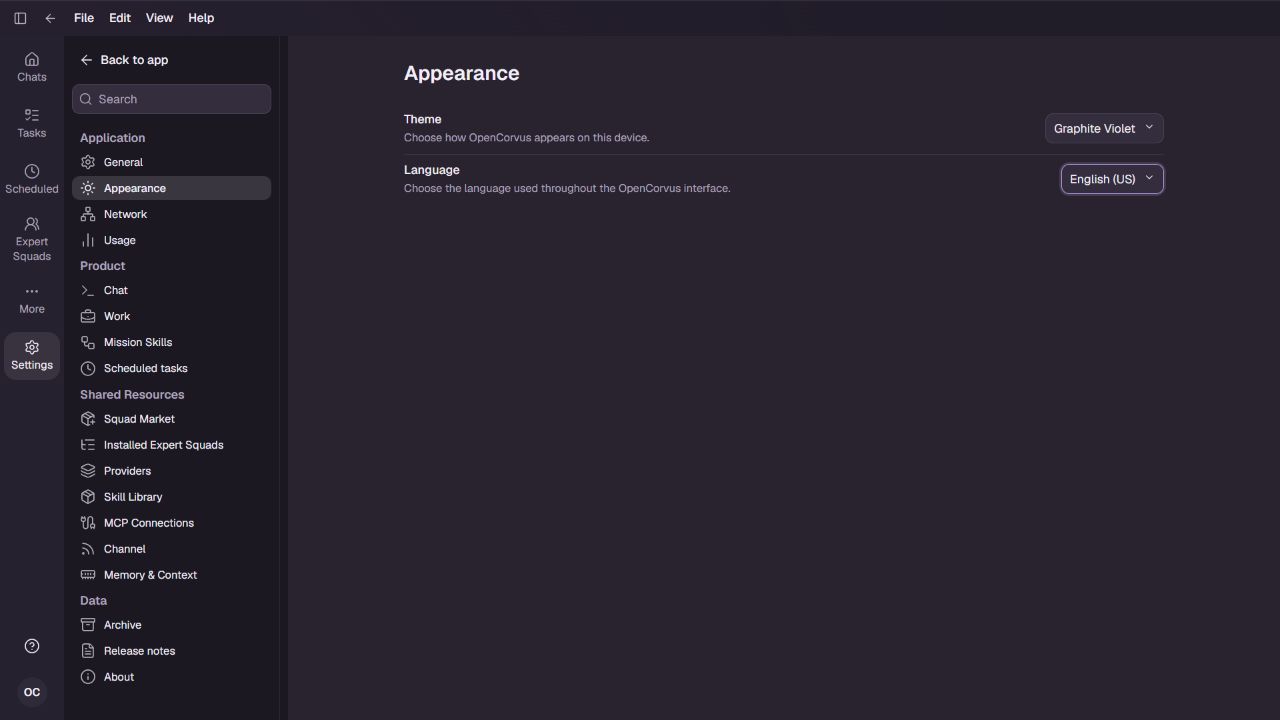 File Edit View Help
Chats
Tasks
Scheduled
Expert
Squads
More
Settings
OC
Back to app
Search
Application
General
Appearance
Network
Usage
Product
Chat
Work
Mission Skills
Scheduled tasks
Shared Resources
Squad Market
Installed Expert Squads
Providers
Skill Library
MCP Connections
Channel
Memory & Context
Data
Archive
Release notes
About
Appearance
Theme
Choose how OpenCorvus appears on this device.
Graphite Violet
Language
Choose the language used throughout the OpenCorvus interface.
English (US)